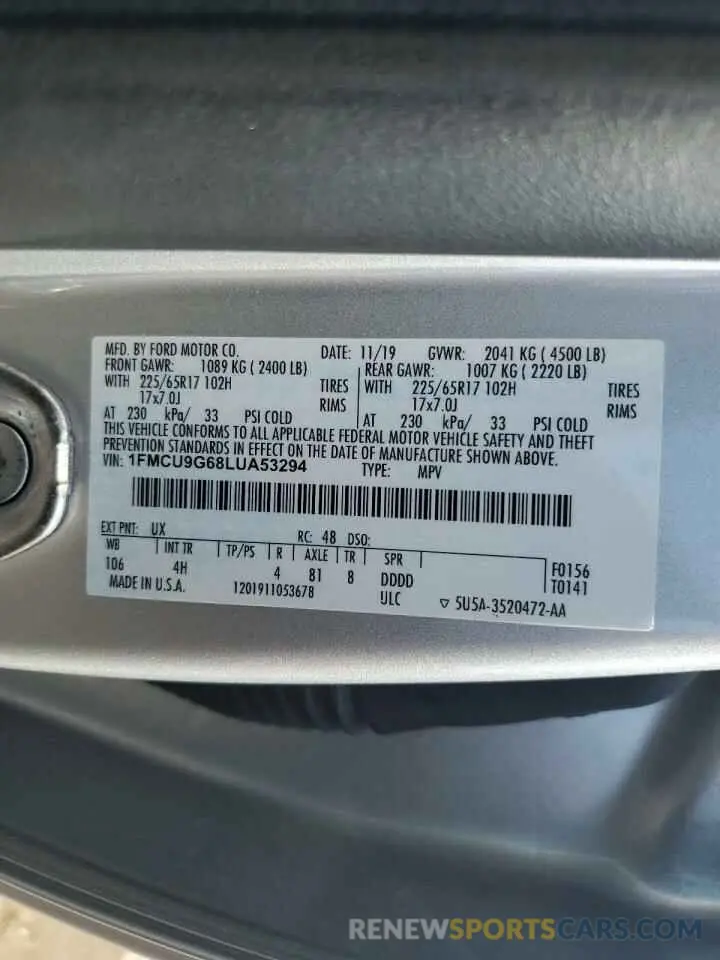 MFD. BY FORD MOTOR CO. DATE: 11/19 GVWR: 2041 KG ( 4500 LB)
FRONT GAWR: 1089 KG ( 2400 LB) REAR GAWR: 1007 KG ( 2220 LB)
WITH 225/65R17 102H TIRES WITH 225/65R17 102H TIRES
17x7.0J RIMS 17x7.0J RIMS
AT 230 kPa/ 33 PSI COLD AT 230 kPa/ 33 PSI COLD
THIS VEHICLE CONFORMS TO ALL APPLICABLE FEDERAL MOTOR VEHICLE SAFETY AND THEFT
PREVENTION STANDARDS IN EFFECT ON THE DATE OF MANUFACTURE SHOWN ABOVE.
VIN: 1FMCU9G68LUA53294 TYPE: MPV
EXT PNT: UX RC: 48 DSO:
WB INT TR TP/PS R AXLE TR SPR F0156
106 4H 4 81 8 DDDD T0141
MADE IN U.S.A. 1201911053678 ULC ▽ 5U5A-3520472-AA
RENEWSPORTSCARS.COM